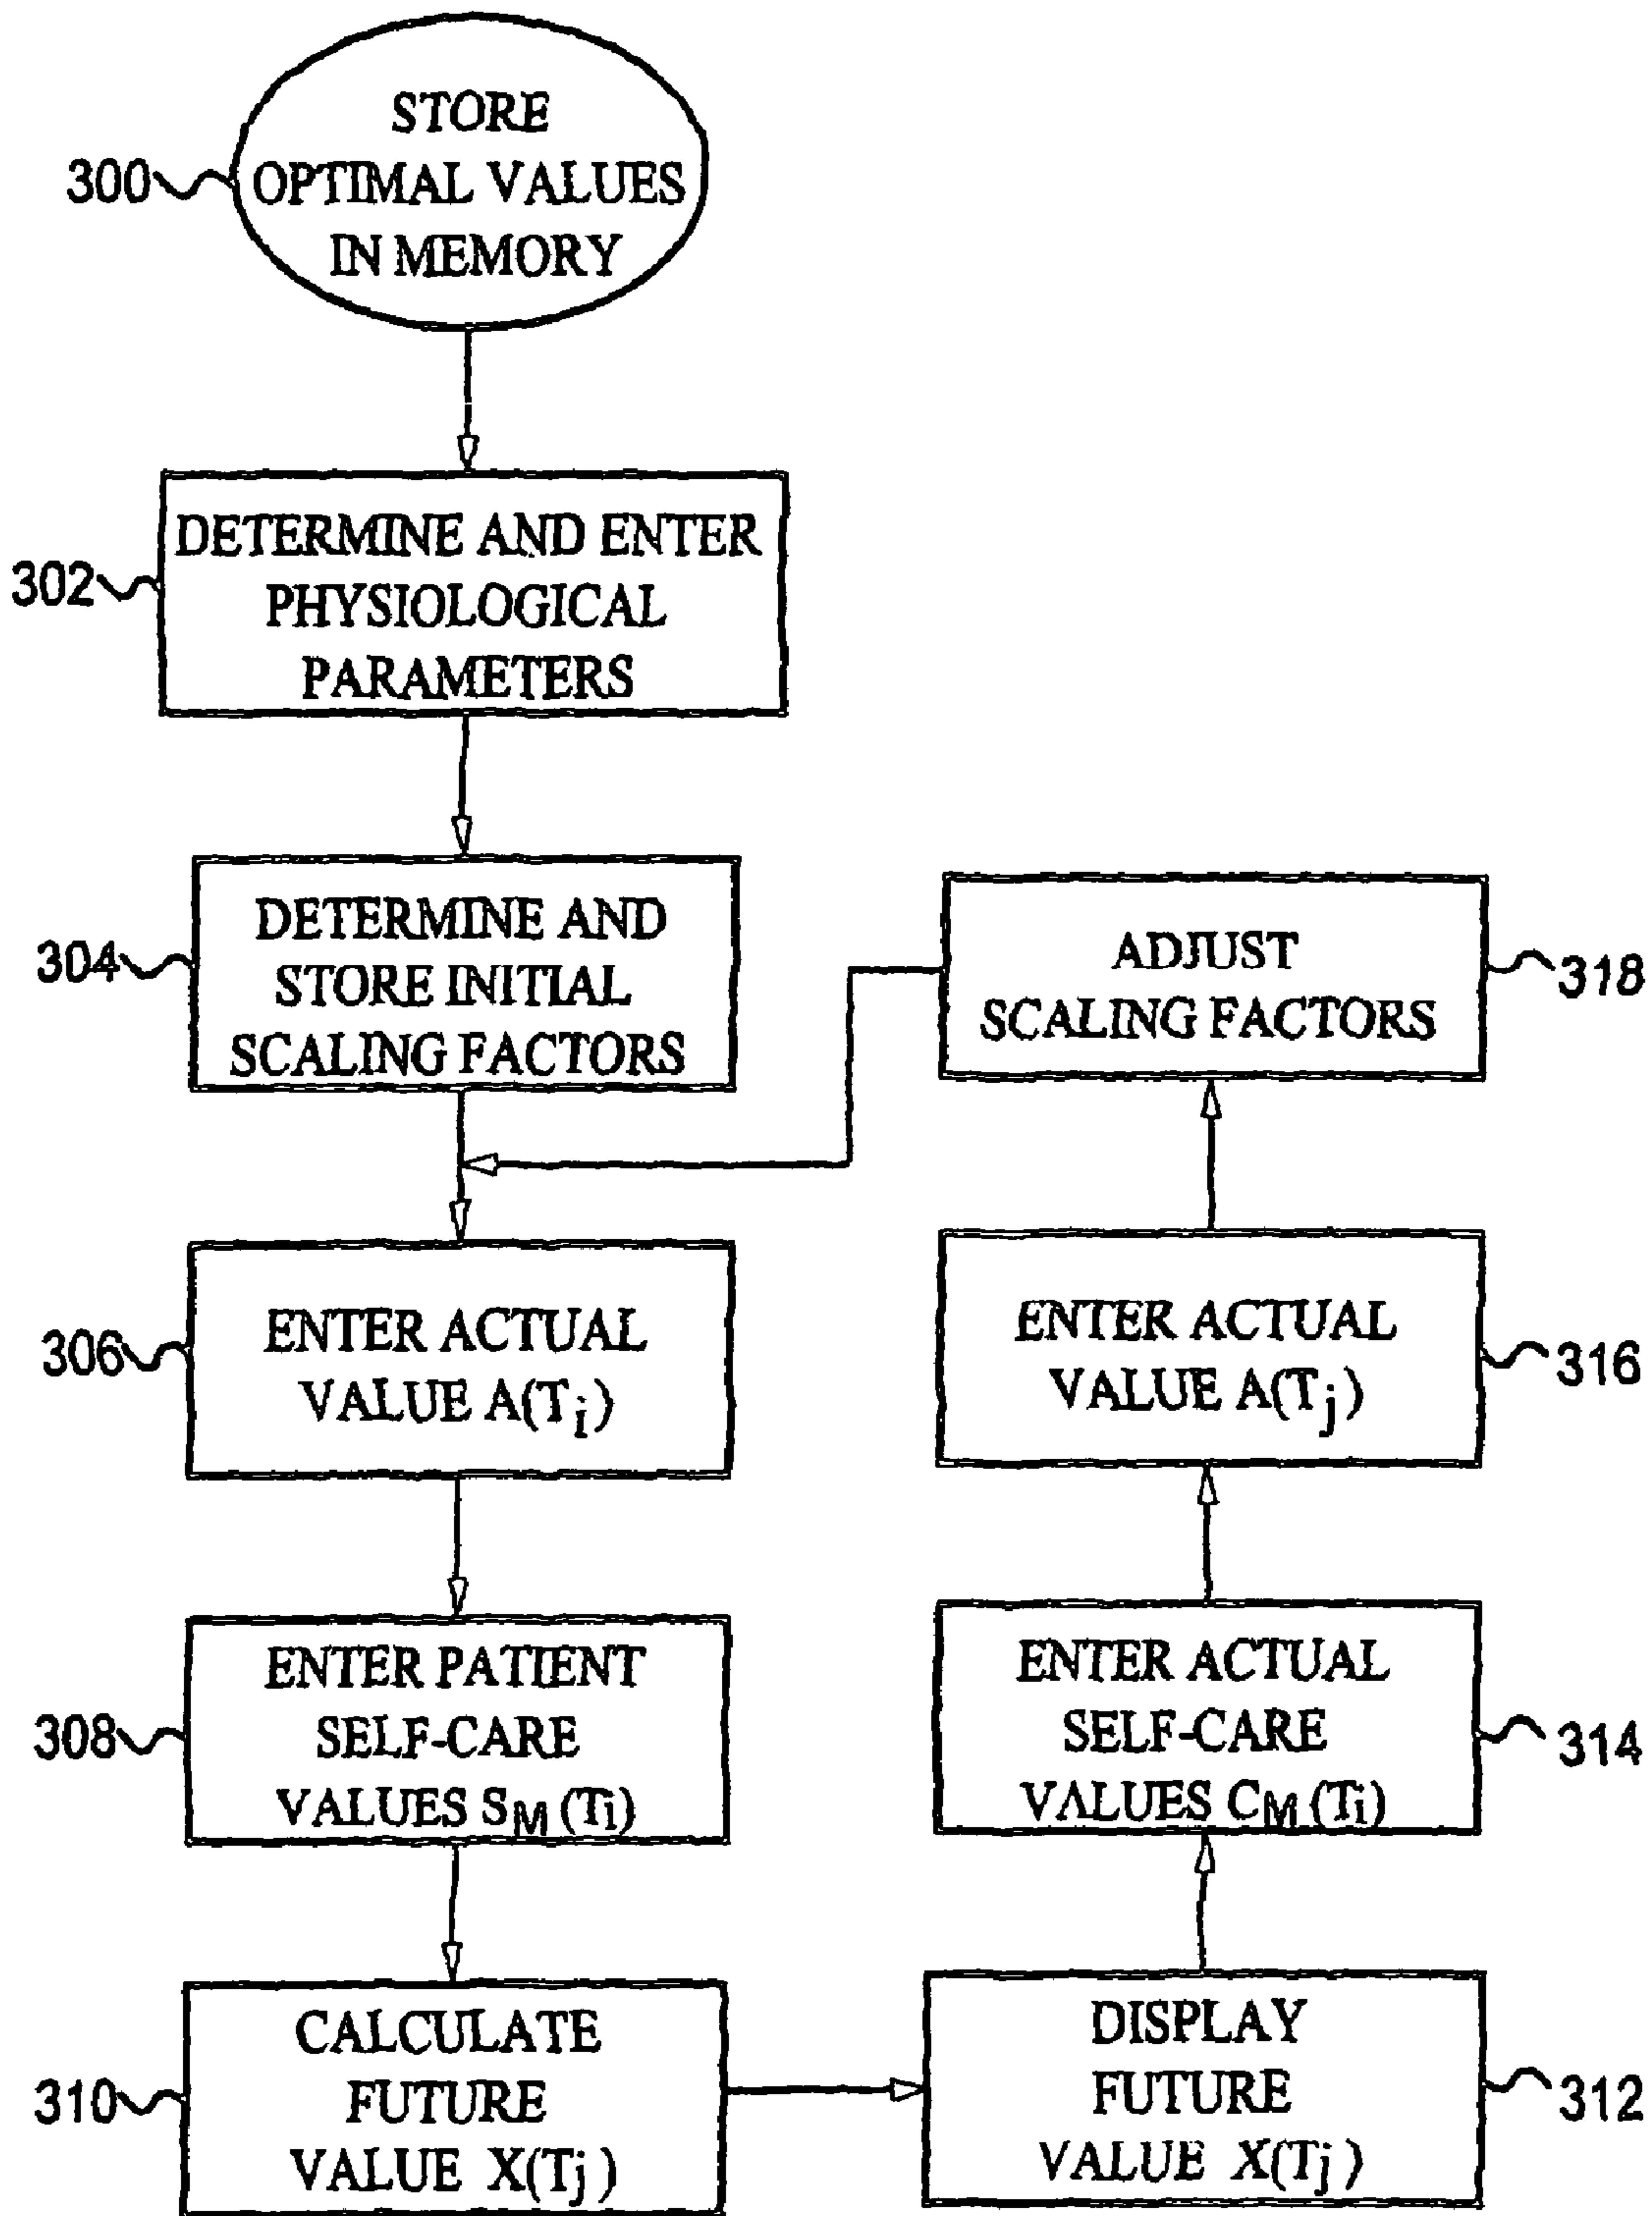 300
STORE
OPTIMAL VALUES
IN MEMORY
302
DETERMINE AND ENTER
PHYSIOLOGICAL
PARAMETERS
304
DETERMINE AND
STORE INITIAL
SCALING FACTORS
306
ENTER ACTUAL
VALUE A(Ti)
308
ENTER PATIENT
SELF-CARE
VALUES SM (Ti)
310
CALCULATE
FUTURE
VALUE X(Tj)
DISPLAY
FUTURE
VALUE X(Tj)
312
ENTER ACTUAL
SELF-CARE
VALUES CM (Ti)
314
ENTER ACTUAL
VALUE A(Tj)
316
ADJUST
SCALING FACTORS
318